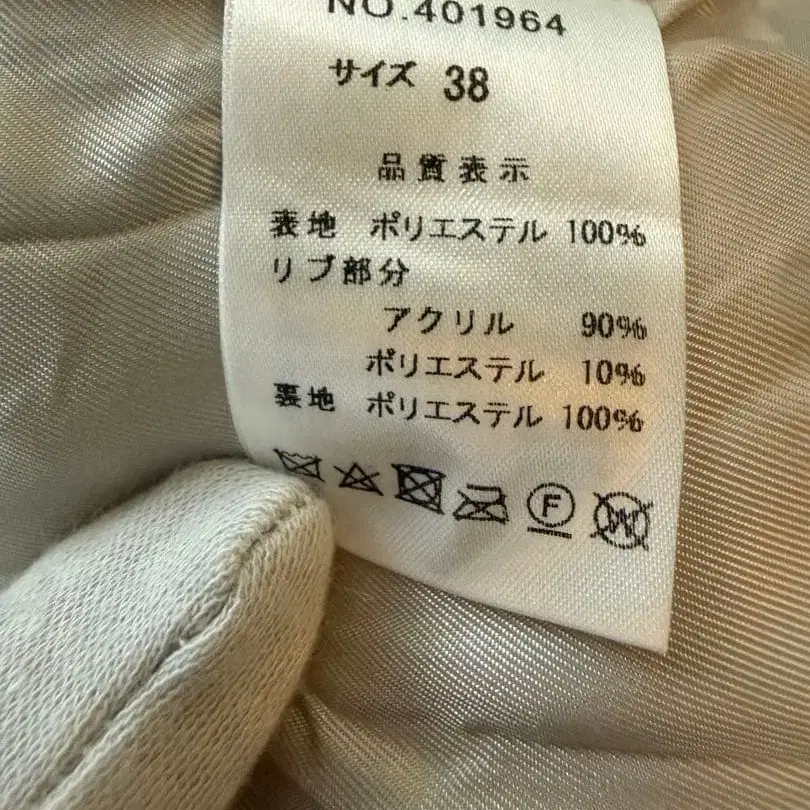 NO.401964
サイズ 38
品質表示
表地 ポリエステル 100%
リブ部分
アクリル 90%
ポリエステル 10%
裏地 ポリエステル 100%
F
W